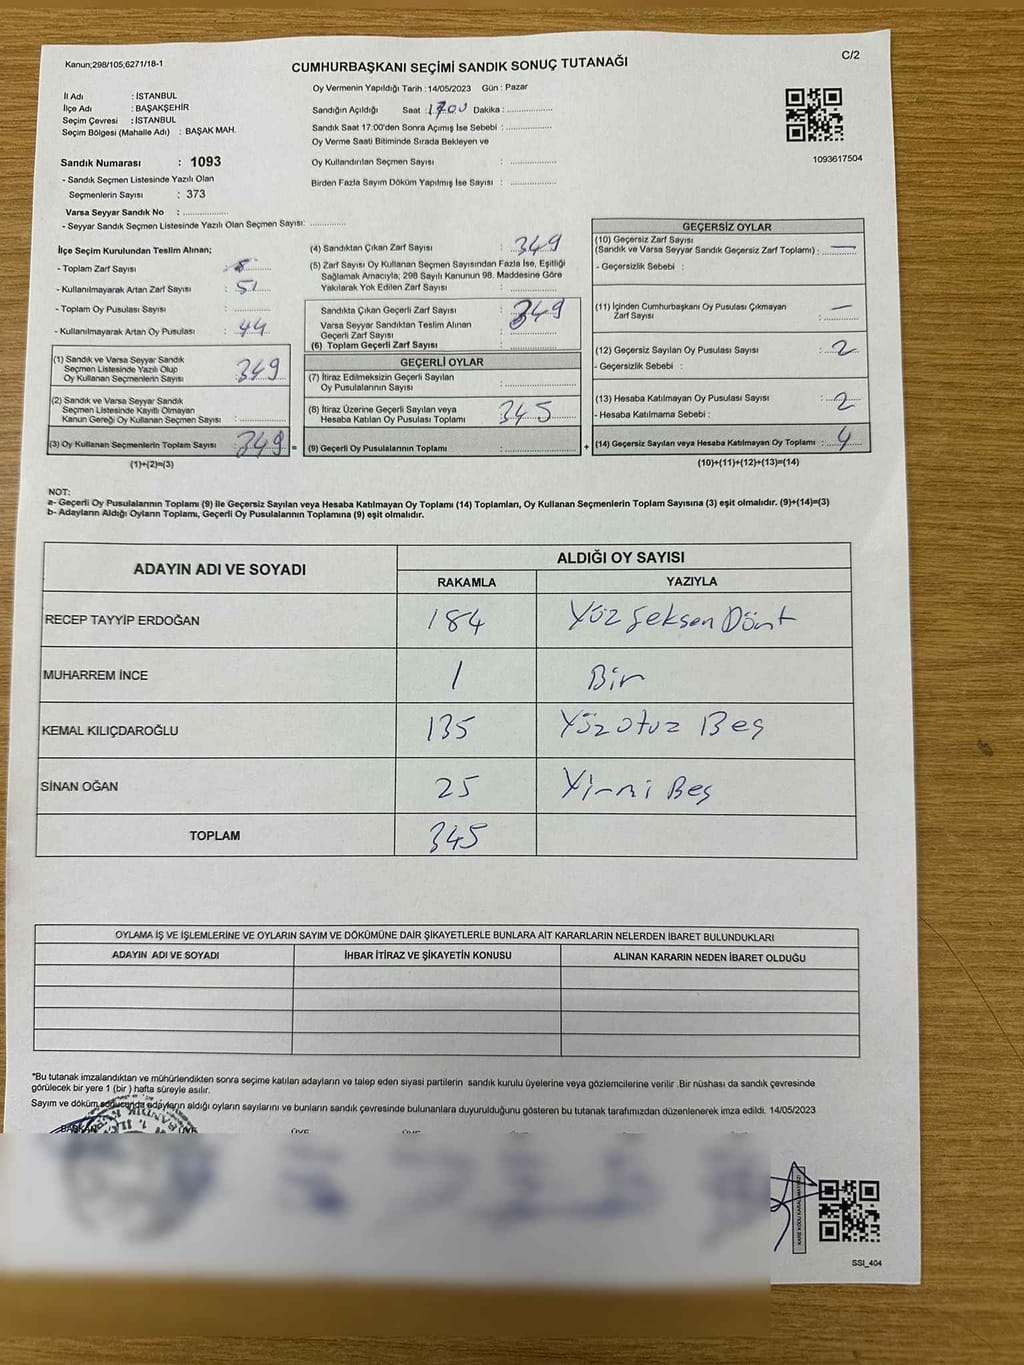 Kanun;298/105;6271/18-1
C/2
CUMHURBAŞKANI SEÇİMİ SANDIK SONUÇ TUTANAĞI
İl Adı : İSTANBUL
İlçe Adı : BAŞAKŞEHİR
Seçim Çevresi : İSTANBUL
Seçim Bölgesi (Mahalle Adı) : BAŞAK MAH.
Sandık Numarası : 1093
- Sandık Seçmen Listesinde Yazılı Olan
Seçmenlerin Sayısı : 373
Varsa Seyyar Sandık No : ..............
- Seyyar Sandık Seçmen Listesinde Yazılı Olan Seçmen Sayısı: ............
Oy Vermenin Yapıldığı Tarih : 14/05/2023 Gün : Pazar
Sandığın Açıldığı Saat : 1700 Dakika : ..............
Sandık Saat 17:00'den Sonra Açımış İse Sebebi : ..............
Oy Verme Saati Bitiminde Sırada Bekleyen ve
Oy Kullandırılan Seçmen Sayısı : ..............
Birden Fazla Sayım Döküm Yapılmış İse Sayısı : ..............
1093617504
İlçe Seçim Kurulundan Teslim Alınan;
- Toplam Zarf Sayısı :
- Kullanılmayarak Artan Zarf Sayısı : 51
- Toplam Oy Pusulası Sayısı : ..............
- Kullanılmayarak Artan Oy Pusulası : 44
(1) Sandık ve Varsa Seyyar Sandık
Seçmen Listesinde Yazılı Olup
Oy Kullanan Seçmenlerin Sayısı : 349
(2) Sandık ve Varsa Seyyar Sandık
Seçmen Listesinde Kayıtlı Olmayan
Kanun Gereği Oy Kullanan Seçmen Sayısı : ..............
(3) Oy Kullanan Seçmenlerin Toplam Sayısı : 349 =
(1)+(2)=(3)
(4) Sandıktan Çıkan Zarf Sayısı : 349
(5) Zarf Sayısı Oy Kullanan Seçmen Sayısından Fazla İse, Eşitliği
Sağlamak Amacıyla; 298 Sayılı Kanunun 98. Maddesine Göre
Yakılarak Yok Edilen Zarf Sayısı : ..............
Sandıkta Çıkan Geçerli Zarf Sayısı : 349
Varsa Seyyar Sandıktan Teslim Alınan
Geçerli Zarf Sayısı : ..............
(6) Toplam Geçerli Zarf Sayısı : ..............
GEÇERLİ OYLAR
(7) İtiraz Edilmeksizin Geçerli Sayılan
Oy Pusulalarının Sayısı : ..............
(8) İtiraz Üzerine Geçerli Sayılan veya
Hesaba Katılan Oy Pusulası Toplamı : 345
(9) Geçerli Oy Pusulalarının Toplamı : .............. +
GEÇERSİZ OYLAR
(10) Geçersiz Zarf Sayısı
(Sandık ve Varsa Seyyar Sandık Geçersiz Zarf Toplamı) : —
- Geçersizlik Sebebi :
(11) İçinden Cumhurbaşkanı Oy Pusulası Çıkmayan
Zarf Sayısı : —
(12) Geçersiz Sayılan Oy Pusulası Sayısı : 2
- Geçersizlik Sebebi :
(13) Hesaba Katılmayan Oy Pusulası Sayısı : 2
- Hesaba Katılmama Sebebi :
(14) Geçersiz Sayılan veya Hesaba Katılmayan Oy Toplamı : 4
(10)+(11)+(12)+(13)=(14)
NOT:
a- Geçerli Oy Pusulalarının Toplamı (9) ile Geçersiz Sayılan veya Hesaba Katılmayan Oy Toplamı (14) Toplamları, Oy Kullanan Seçmenlerin Toplam Sayısına (3) eşit olmalıdır. (9)+(14)=(3)
b- Adayların Aldığı Oyların Toplamı, Geçerli Oy Pusulalarının Toplamına (9) eşit olmalıdır.
ADAYIN ADI VE SOYADI
ALDIĞI OY SAYISI
RAKAMLA YAZIYLA
RECEP TAYYİP ERDOĞAN 184 Yüz Seksen Dört
MUHARREM İNCE 1 Bir
KEMAL KILIÇDAROĞLU 135 Yüz otuz Beş
SİNAN OĞAN 25 Yirmi Beş
TOPLAM 345
OYLAMA İŞ VE İŞLEMLERİNE VE OYLARIN SAYIM VE DÖKÜMÜNE DAİR ŞİKAYETLERLE BUNLARA AİT KARARLARIN NELERDEN İBARET BULUNDUKLARI
ADAYIN ADI VE SOYADI İHBAR İTİRAZ VE ŞİKAYETİN KONUSU ALINAN KARARIN NEDEN İBARET OLDUĞU
*Bu tutanak imzalandıktan ve mühürlendikten sonra seçime katılan adayların ve talep eden siyasi partilerin sandık kurulu üyelerine veya gözlemcilerine verilir .Bir nüshası da sandık çevresinde
görülecek bir yere 1 (bir ) hafta süreyle asılır.
Sayım ve döküm sonucunda adayların aldığı oyların sayılarını ve bunların sandık çevresinde bulunanlara duyurulduğunu gösteren bu tutanak tarafımızdan düzenlenerek imza edildi. 14/05/2023
BAŞKAN ÜYE ÜYE
SSI_404